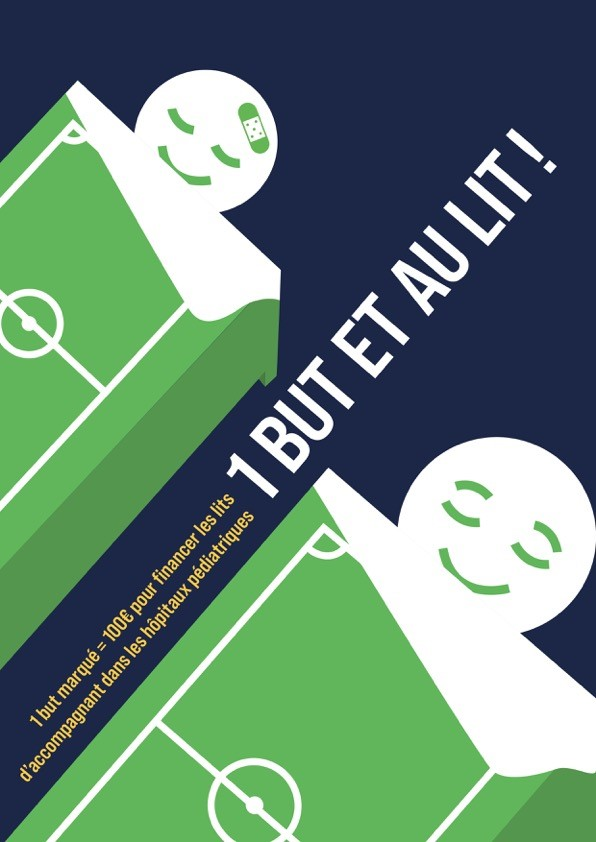 1 BUT ET AU LIT !
1 but marqué = 100€ pour financer les lits
d'accompagnant dans les hôpitaux pédiatriques